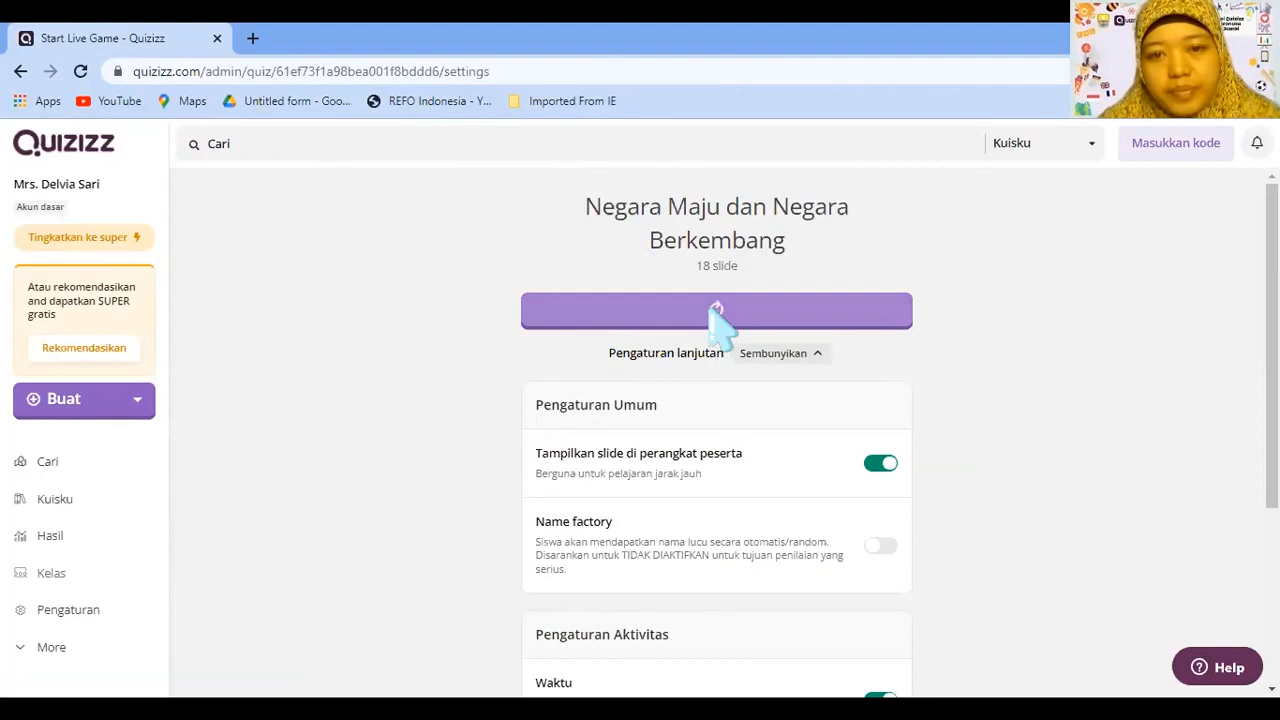 Start Live Game - Quizizz
quizizz.com/admin/quiz/61ef73f1a98bea001f8bddd6/settings
Apps
YouTube
Maps
Untitled form - Goo...
REFO Indonesia - Y...
Imported From IE
Quizizz
Cari
Kuisku
Masukkan kode
Mrs. Delvia Sari
Akun dasar
Tingkatkan ke super
Atau rekomendasikan
and dapatkan SUPER
gratis
Rekomendasikan
Buat
Cari
Kuisku
Hasil
Kelas
Pengaturan
More
Negara Maju dan Negara
Berkembang
18 slide
Pengaturan lanjutan
Sembunyikan
Pengaturan Umum
Tampilkan slide di perangkat peserta
Berguna untuk pelajaran jarak jauh
Name factory
Siswa akan mendapatkan nama lucu secara otomatis/random.
Disarankan untuk TIDAK DIAKTIFKAN untuk tujuan penilaian yang
serius.
Pengaturan Aktivitas
Waktu
Help